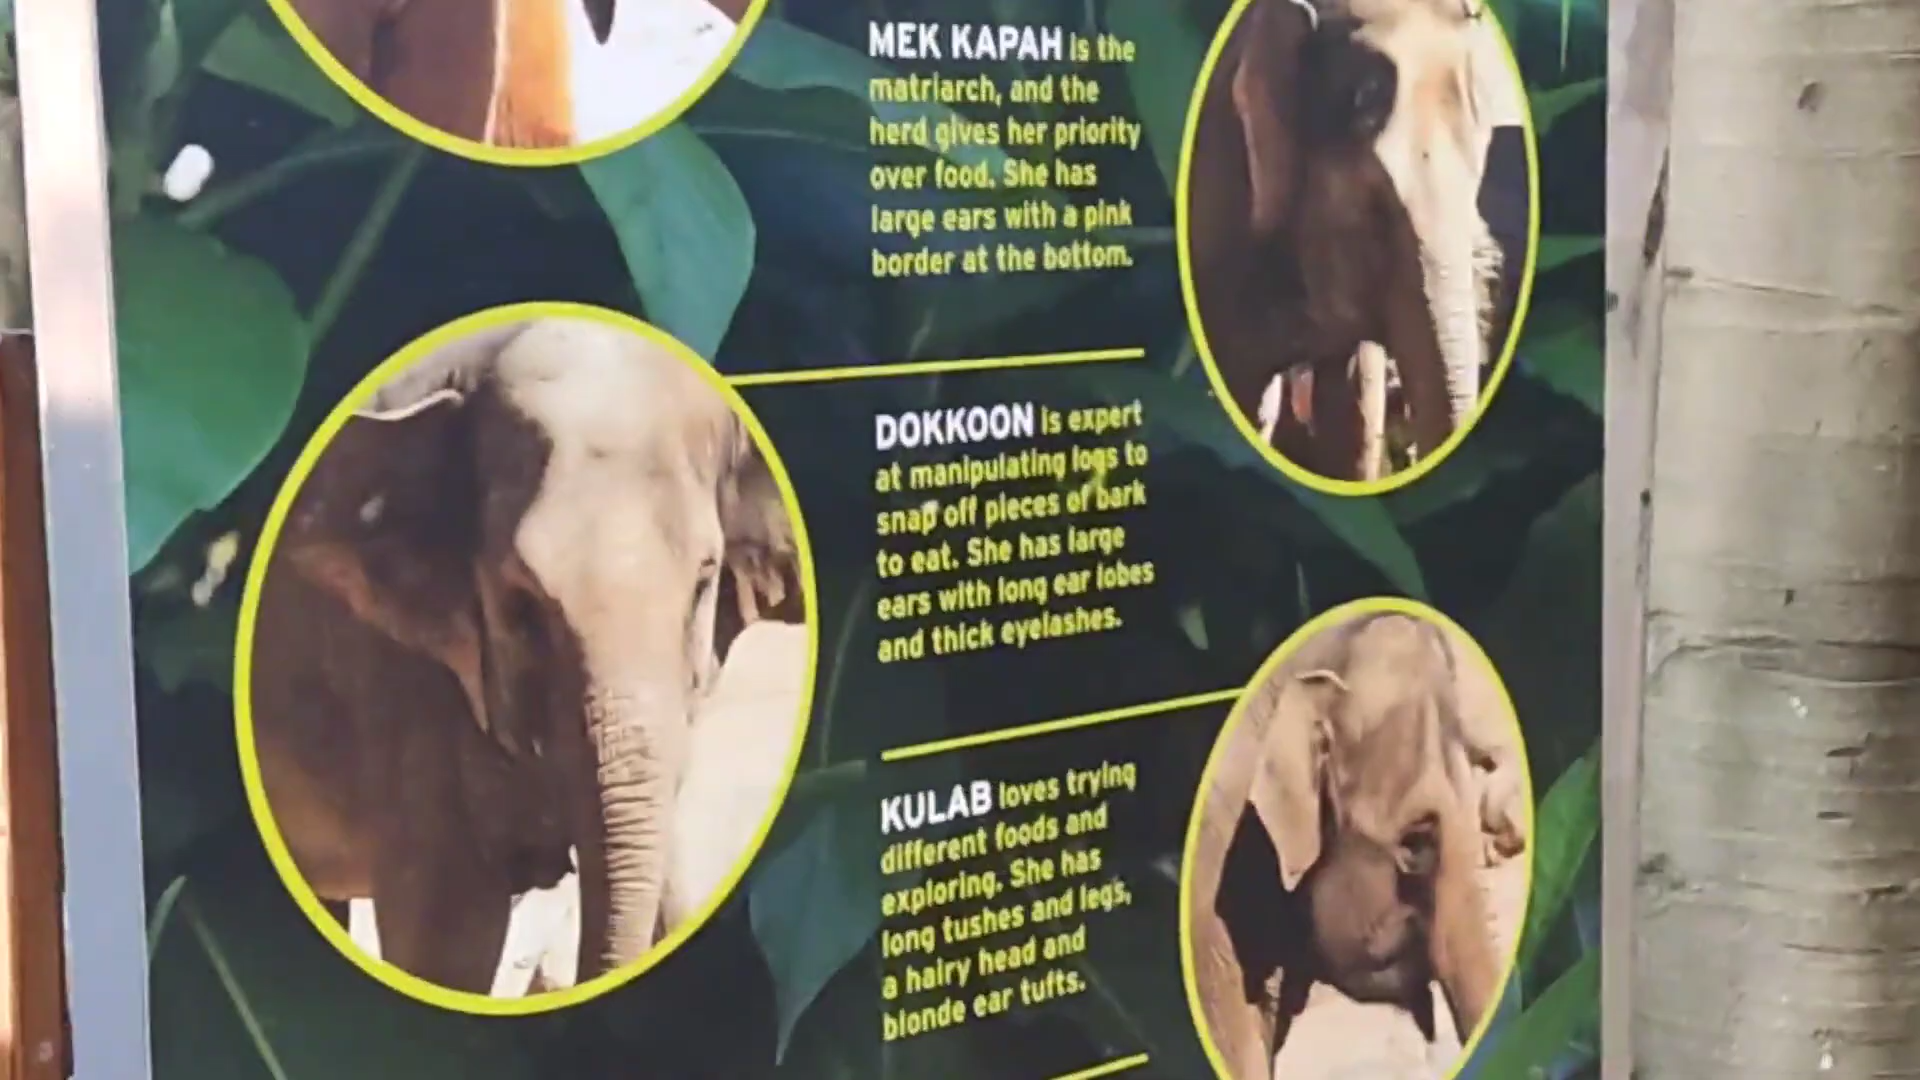 MEK KAPAH is the
matriarch, and the
herd gives her priority
over food. She has
large ears with a pink
border at the bottom.
DOKKOON is expert
at manipulating logs to
snap off pieces of bark
to eat. She has large
ears with long ear lobes
and thick eyelashes.
KULAB loves trying
different foods and
exploring. She has
long tushes and legs,
a hairy head and
blonde ear tufts.